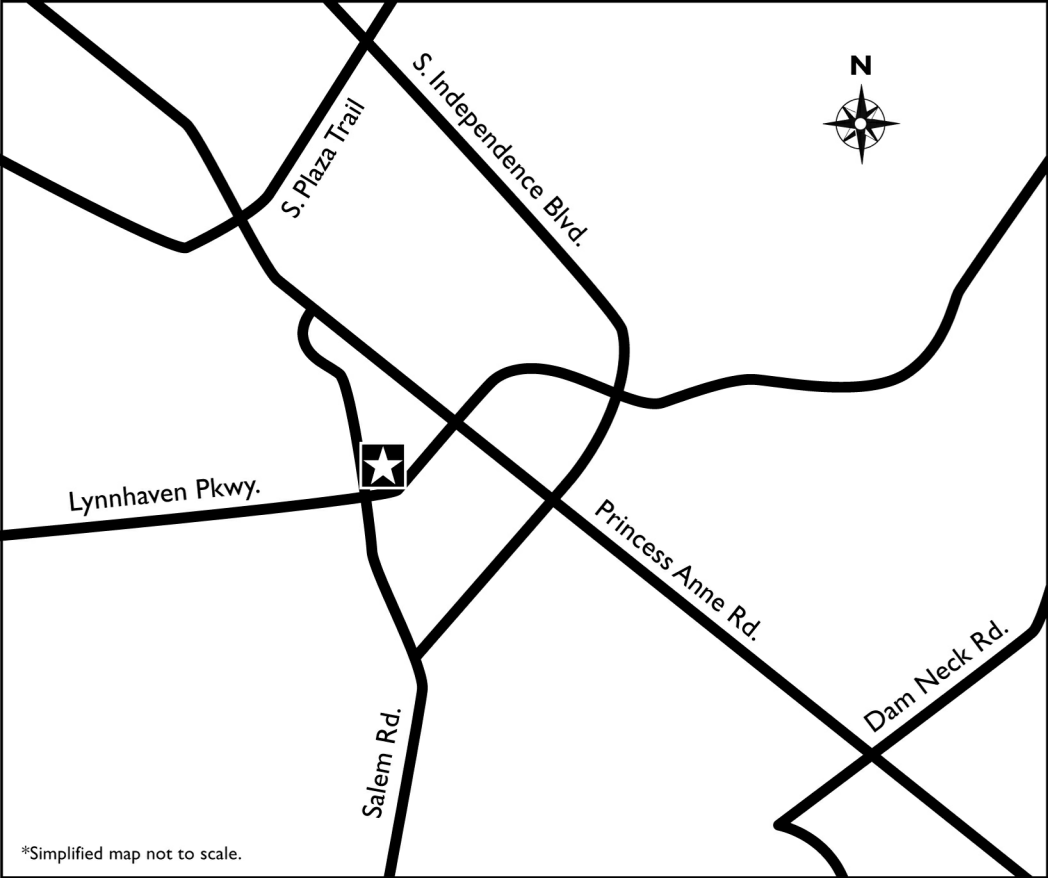 N
S. Independence Blvd.
S. Plaza Trail
Lynnhaven Pkwy.
Princess Anne Rd.
Dam Neck Rd.
Salem Rd.
*Simplified map not to scale.